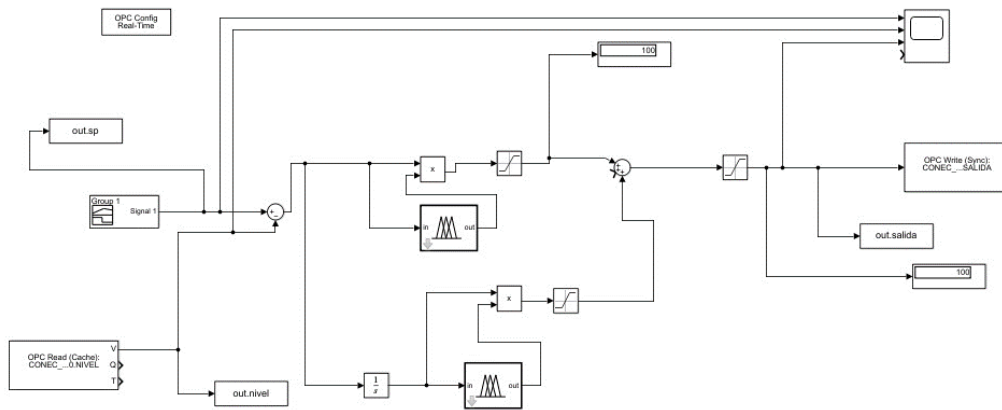 OPC Config
Real-Time
100
out.sp
x
+
+
+
OPC Write (Sync):
CONEC_...SALIDA
Group 1
Signal 1
+
−
in
out
out.salida
100
x
OPC Read (Cache):
CONEC_...0.NIVEL
V
Q
T
1
s
in
out
out.nivel